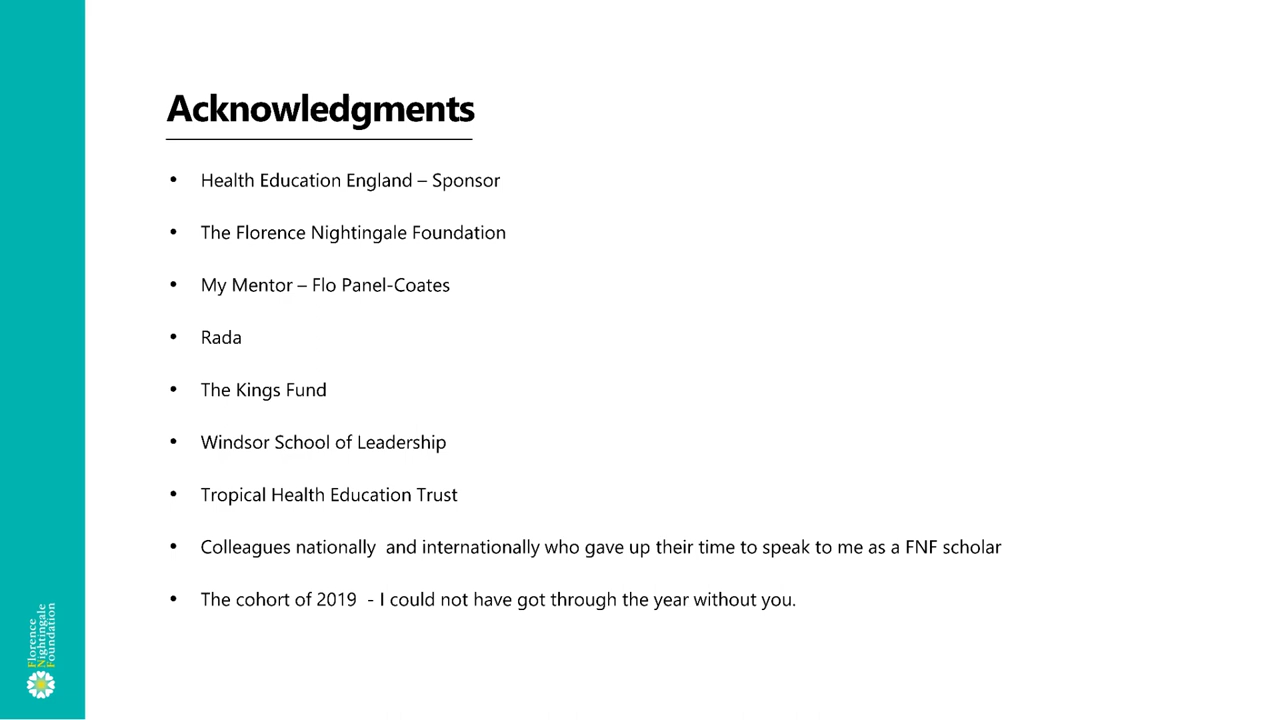 Acknowledgments
• Health Education England – Sponsor
• The Florence Nightingale Foundation
• My Mentor – Flo Panel-Coates
• Rada
• The Kings Fund
• Windsor School of Leadership
• Tropical Health Education Trust
• Colleagues nationally  and internationally who gave up their time to speak to me as a FNF scholar
• The cohort of 2019  - I could not have got through the year without you.
Florence
Nightingale
Foundation